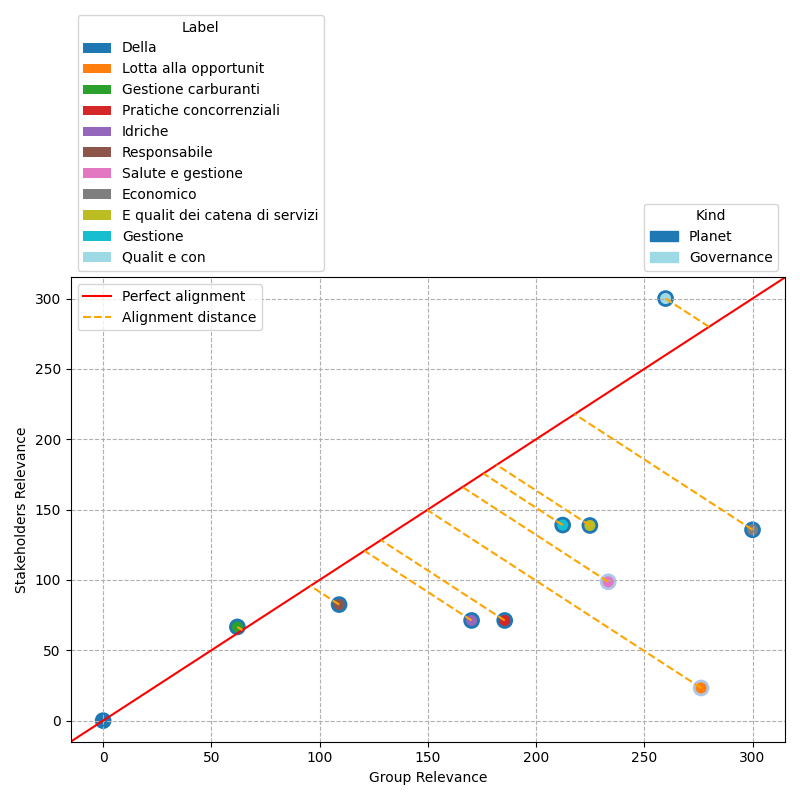 Label
Della
Lotta alla opportunit
Gestione carburanti
Pratiche concorrenziali
Idriche
Responsabile
Salute e gestione
Economico
E qualit dei catena di servizi
Gestione
Qualit e con
Kind
Planet
Governance
Perfect alignment
Alignment distance
300
250
200
150
100
50
0
Stakeholders Relevance
0 50 100 150 200 250 300
Group Relevance